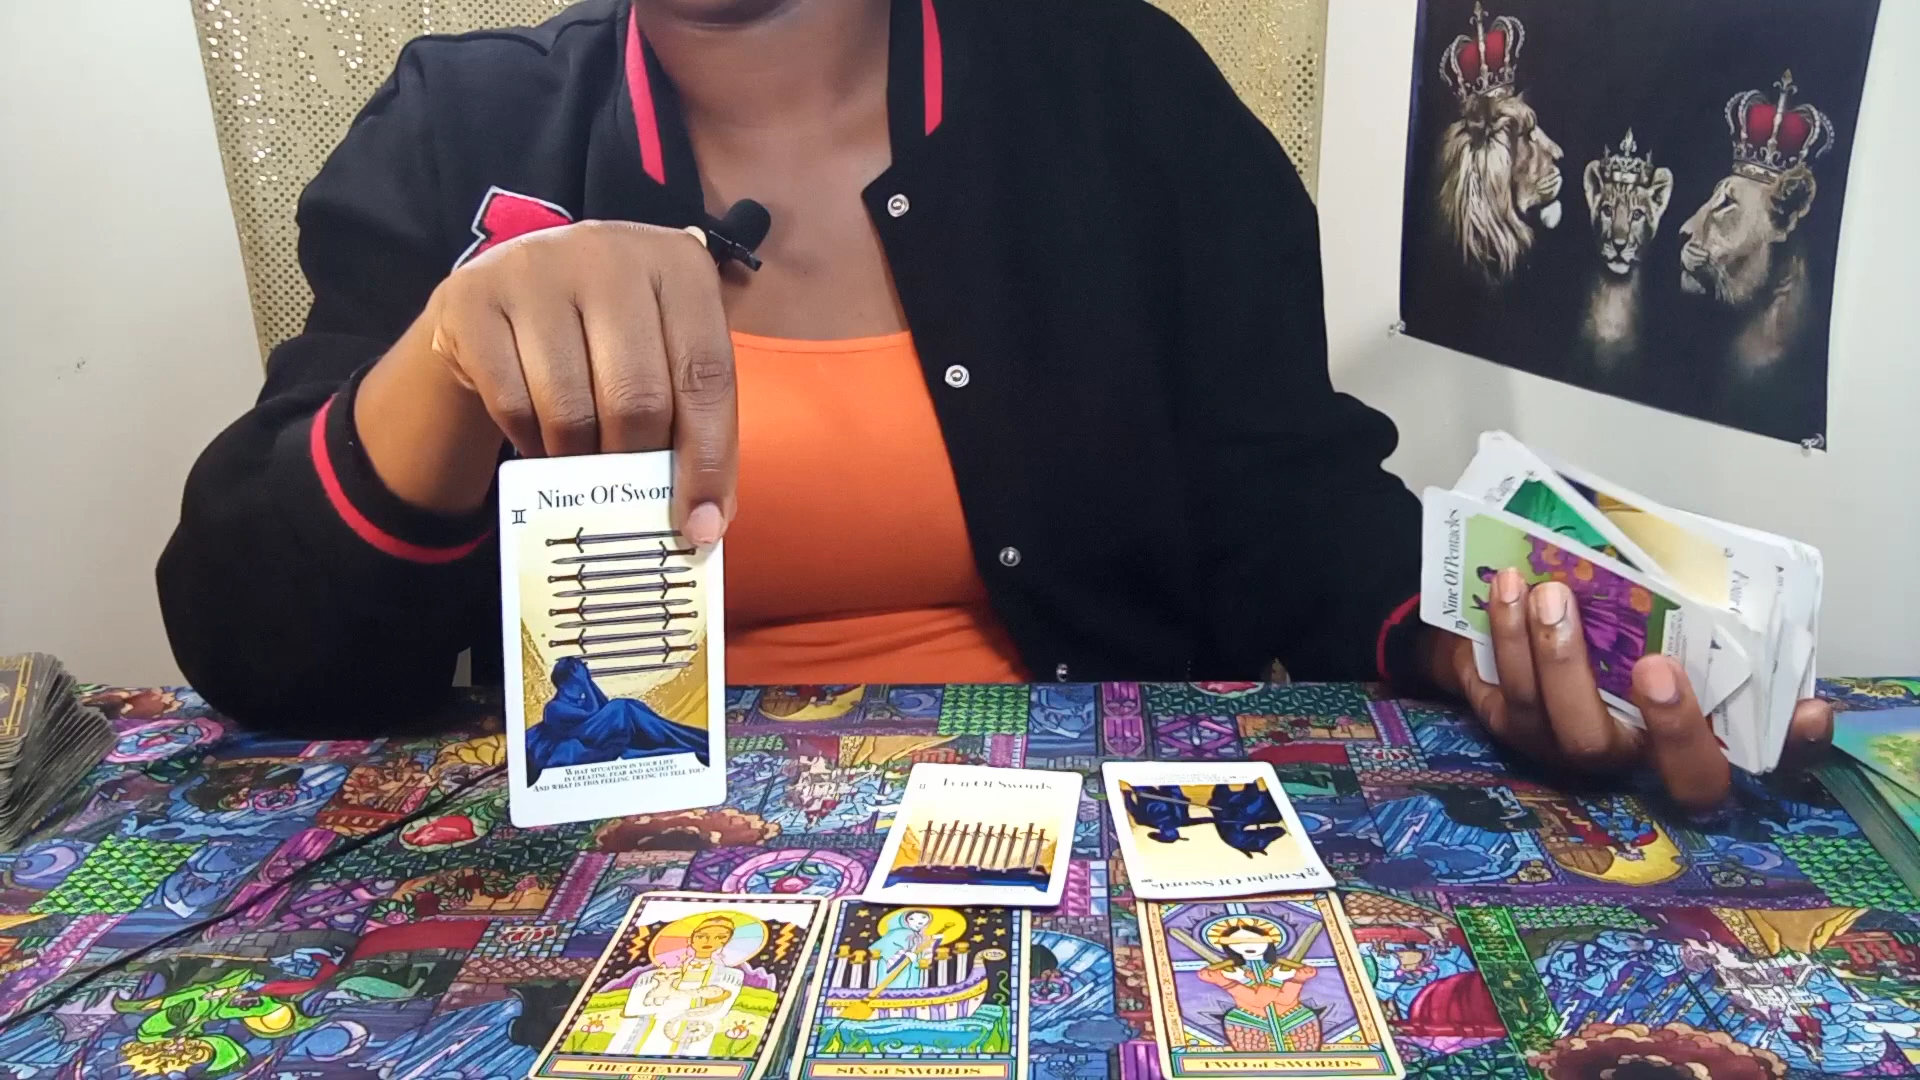 Nine Of Sword
WHAT SITUATION IN YOUR LIFE
IS CREATING FEAR AND ANXIETY?
AND WHAT IS THIS FEELING TRYING TO TELL YOU?
Nine Of Pentacles
Four
Ten Of Swords
Knight Of Swords
THE CREATOR
SIX of SWORDS
TWO of SWORDS